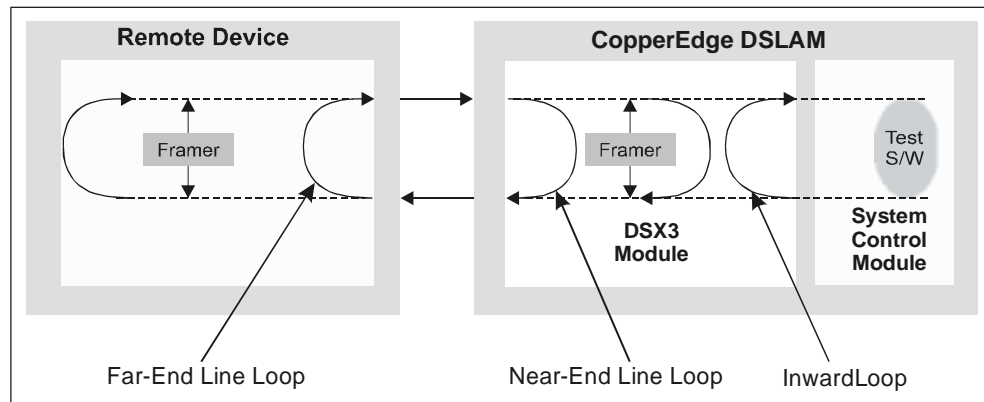 Remote Device
CopperEdge DSLAM
Framer
Framer
Test
S/W
DSX3
Module
System
Control
Module
Far-End Line Loop
Near-End Line Loop
InwardLoop